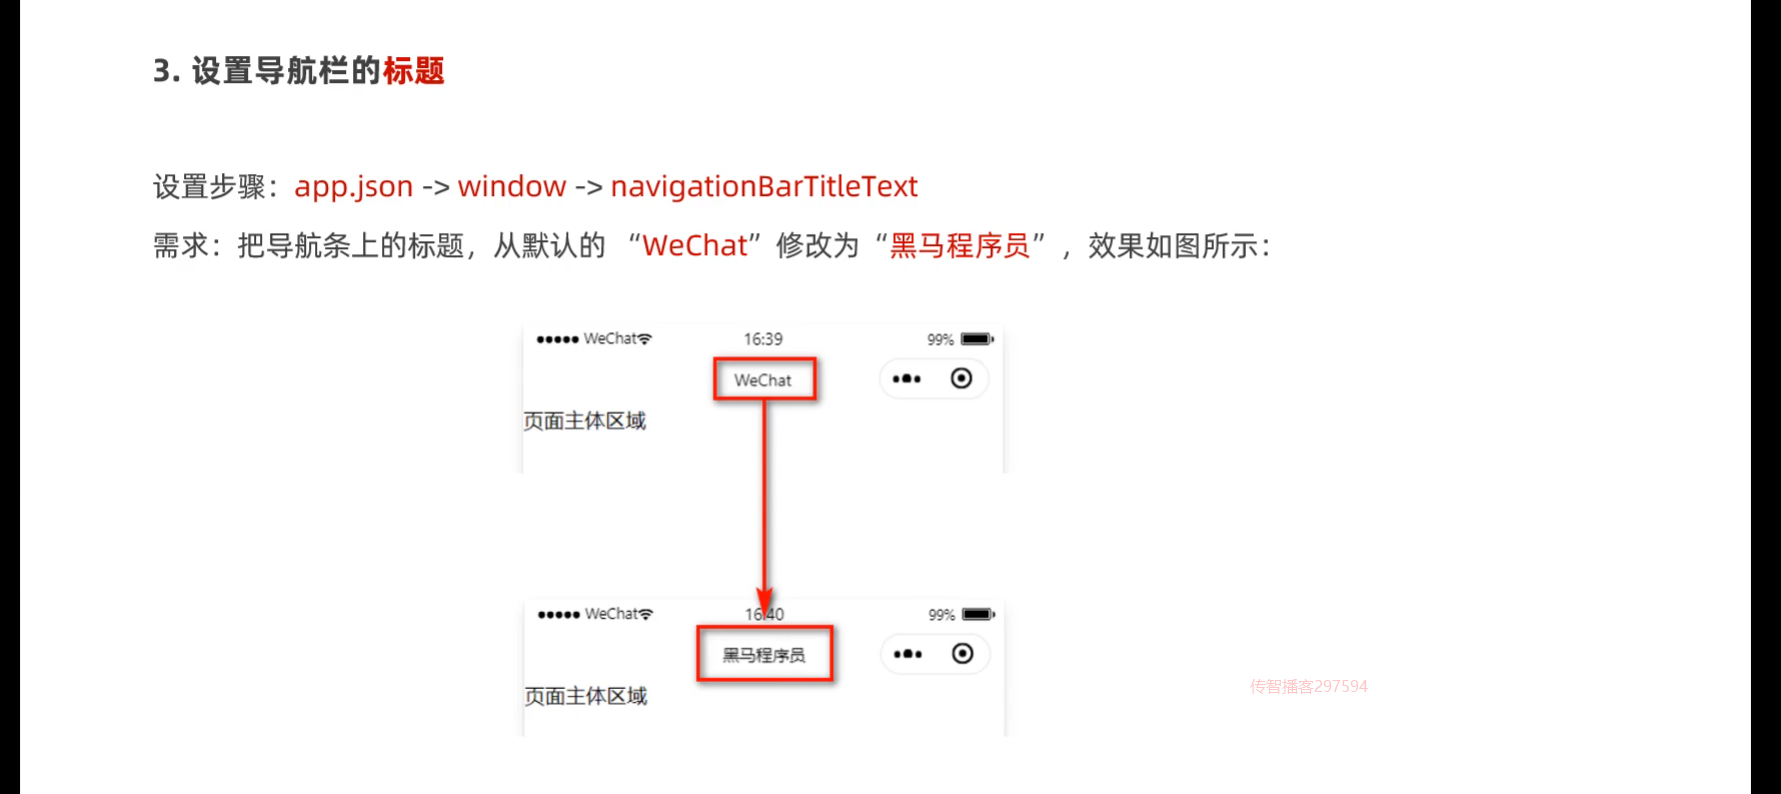 3. 设置导航栏的标题
设置步骤：app.json -> window -> navigationBarTitleText
需求：把导航条上的标题，从默认的 “WeChat”修改为“黑马程序员”，效果如图所示：
WeChat 16:39 99%
WeChat
页面主体区域
WeChat 16:40 99%
黑马程序员
页面主体区域
传智播客297594